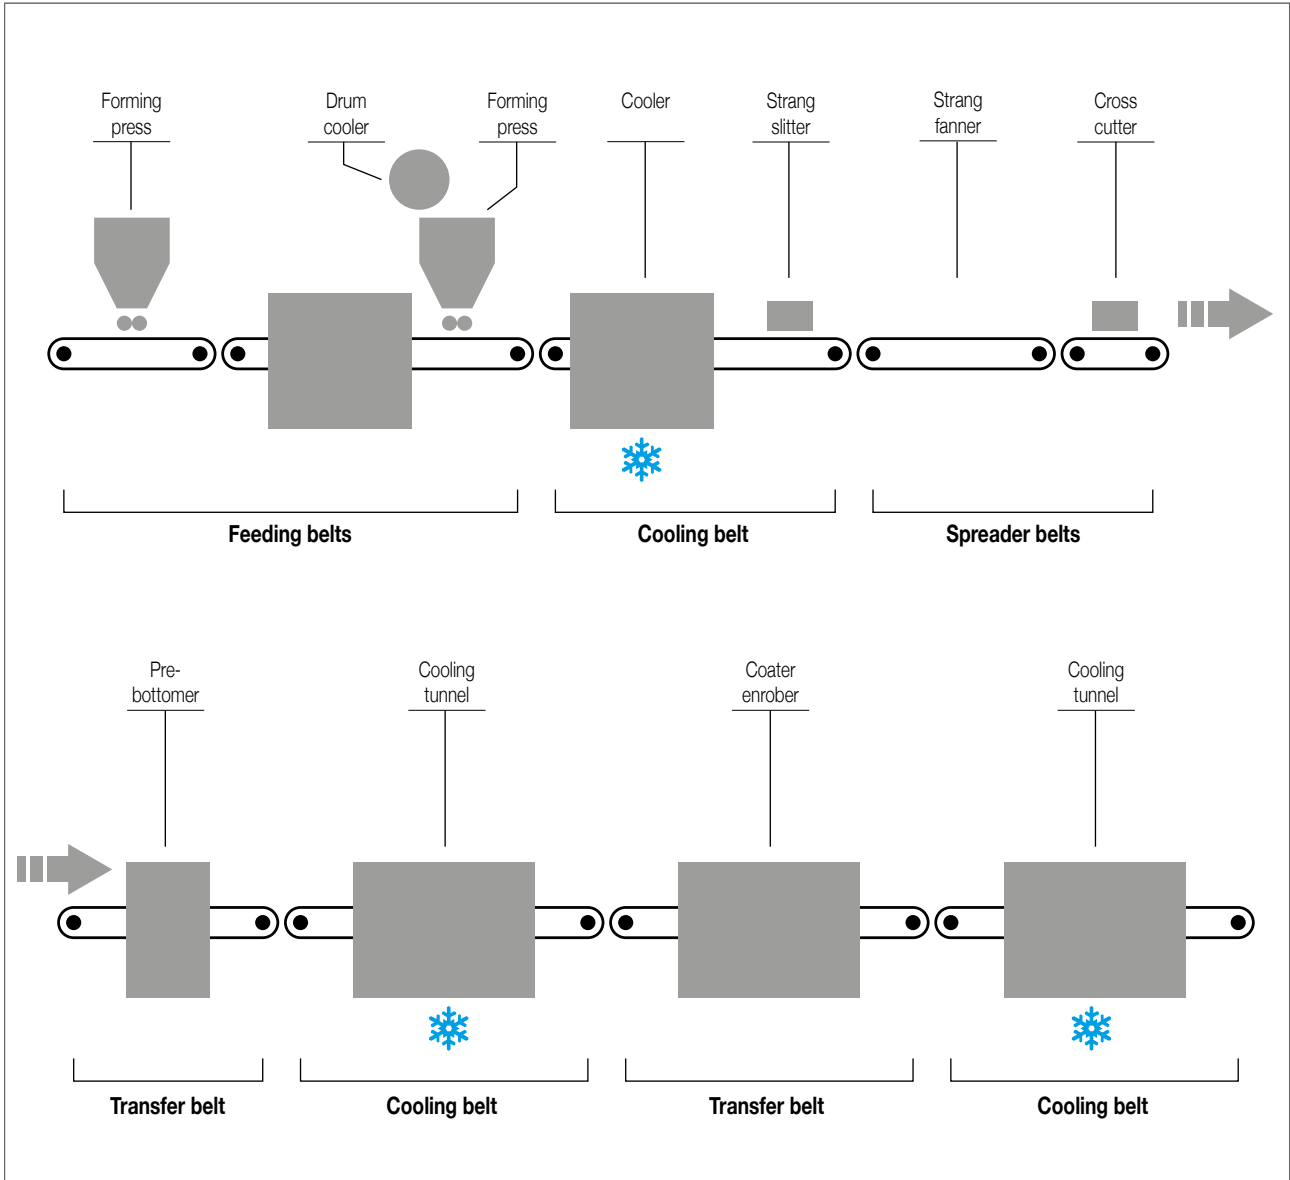 Forming
press
Drum
cooler
Forming
press
Cooler
Strang
slitter
Strang
fanner
Cross
cutter
Feeding belts
Cooling belt
Spreader belts
Pre-
bottomer
Cooling
tunnel
Coater
enrober
Cooling
tunnel
Transfer belt
Cooling belt
Transfer belt
Cooling belt